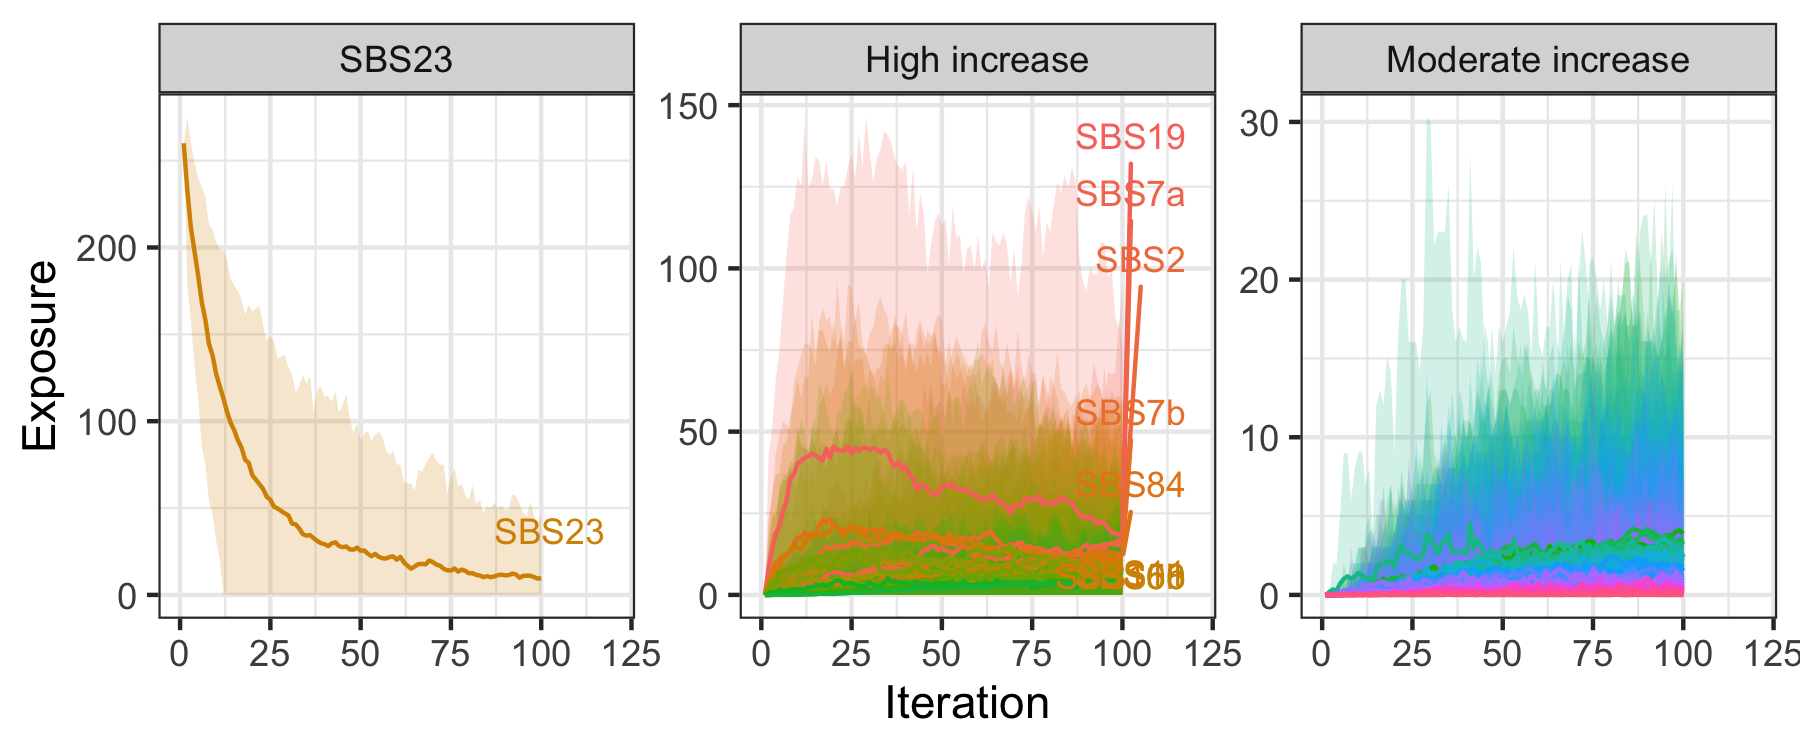 SBS23
High increase
Moderate increase
Exposure
200
100
0
150
100
50
0
30
20
10
0
SBS23
SBS19
SBS7a
SBS2
SBS7b
SBS84
0 25 50 75 100 125
0 25 50 75 100 125
0 25 50 75 100 125
Iteration